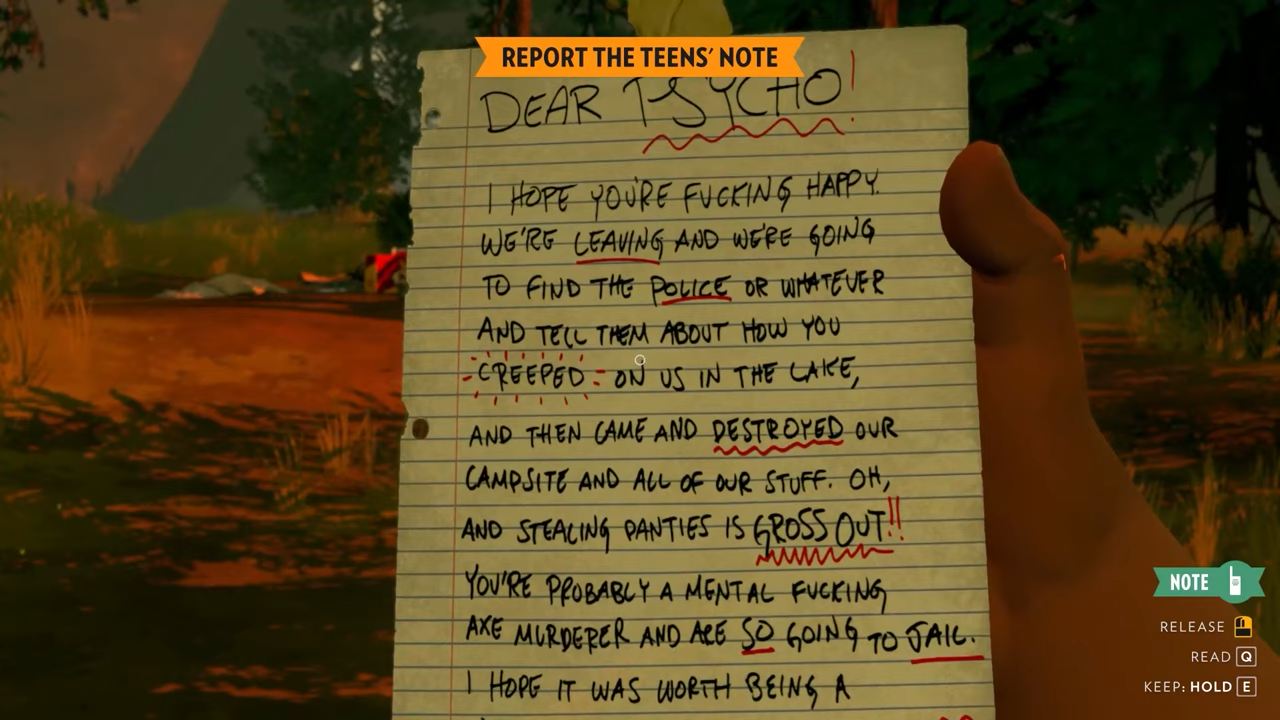 REPORT THE TEENS' NOTE
DEAR PSYCHO!
I HOPE YOU'RE FUCKING HAPPY.
WE'RE LEAVING AND WE'RE GOING
TO FIND THE POLICE OR WHATEVER
AND TELL THEM ABOUT HOW YOU
CREEPED ON US IN THE LAKE,
AND THEN CAME AND DESTROYED OUR
CAMPSITE AND ALL OF OUR STUFF. OH,
AND STEALING PANTIES IS GROSS OUT!!
YOU'RE PROBABLY A MENTAL FUCKING
AXE MURDERER AND ARE SO GOING TO JAIL.
I HOPE IT WAS WORTH BEING A
NOTE
RELEASE
READ Q
KEEP: HOLD E